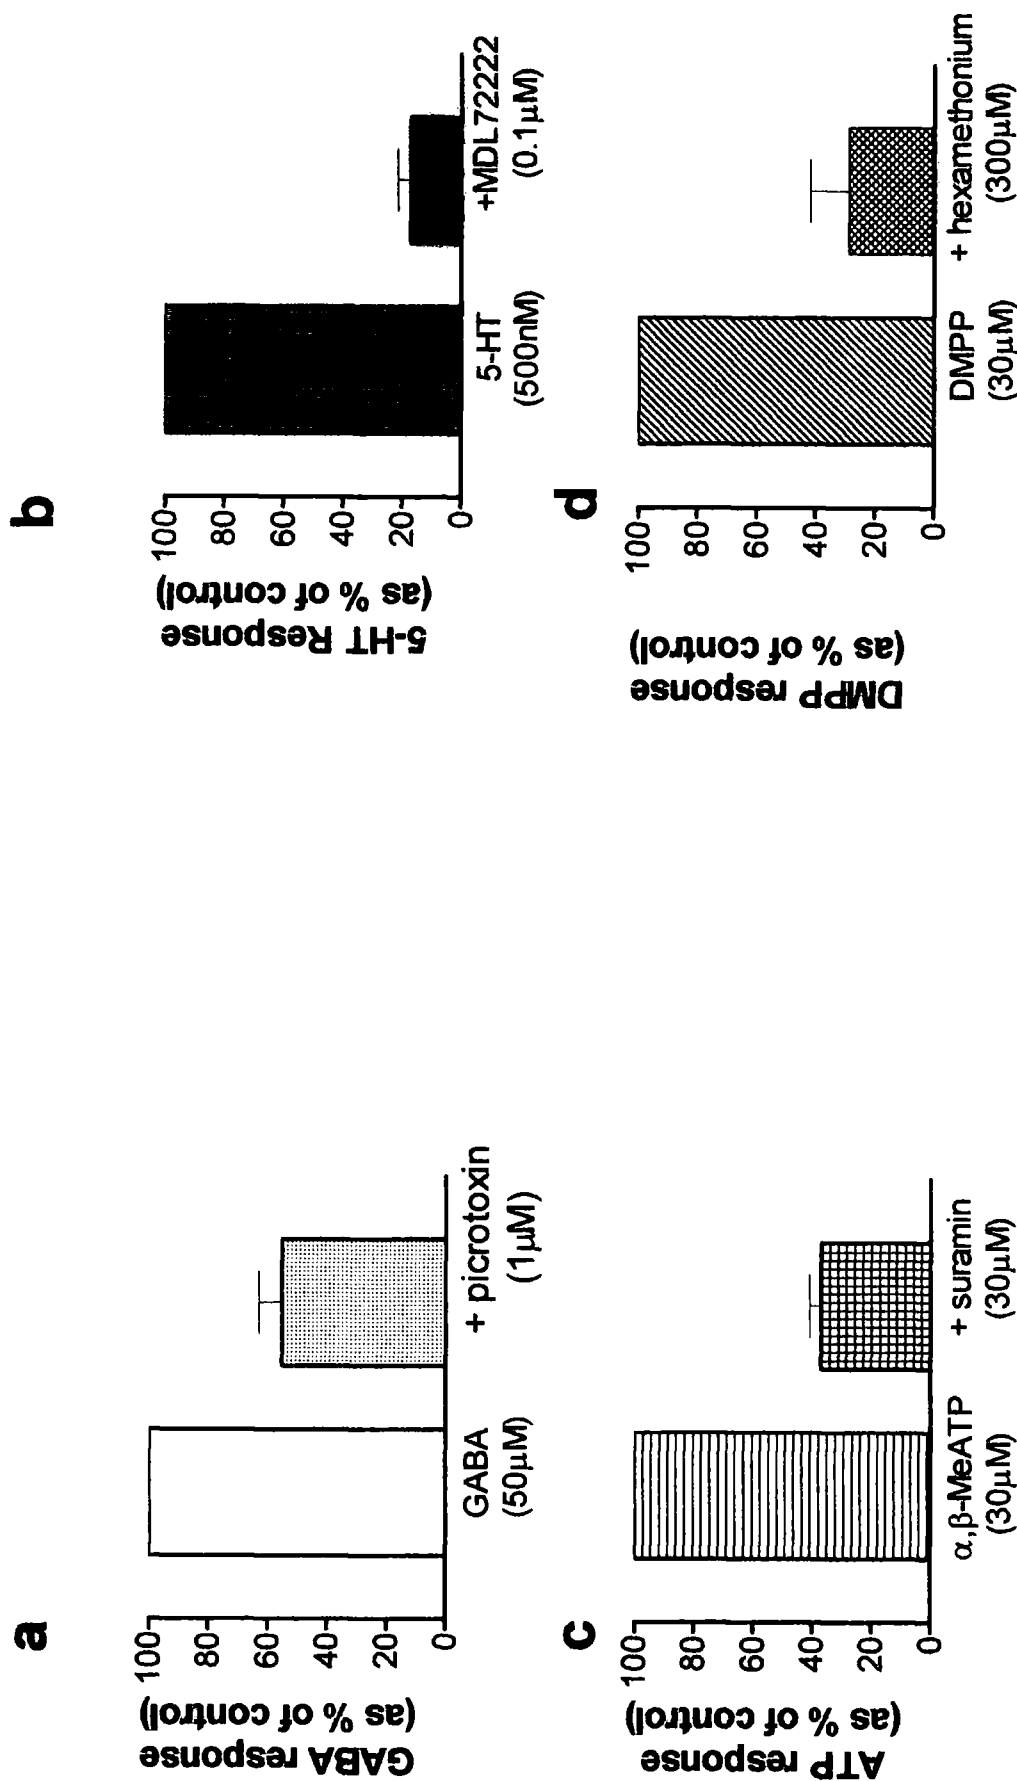 a
GABA response
(as % of control)
100
80
60
40
20
0
GABA
(50μM)
+ picrotoxin
(1μM)
b
5-HT Response
(as % of control)
100
80
60
40
20
0
5-HT
(500nM)
+MDL72222
(0.1μM)
c
ATP response
(as % of control)
100
80
60
40
20
0
α,β-MeATP
(30μM)
+ suramin
(30μM)
d
DMPP response
(as % of control)
100
80
60
40
20
0
DMPP
(30μM)
+ hexamethonium
(300μM)